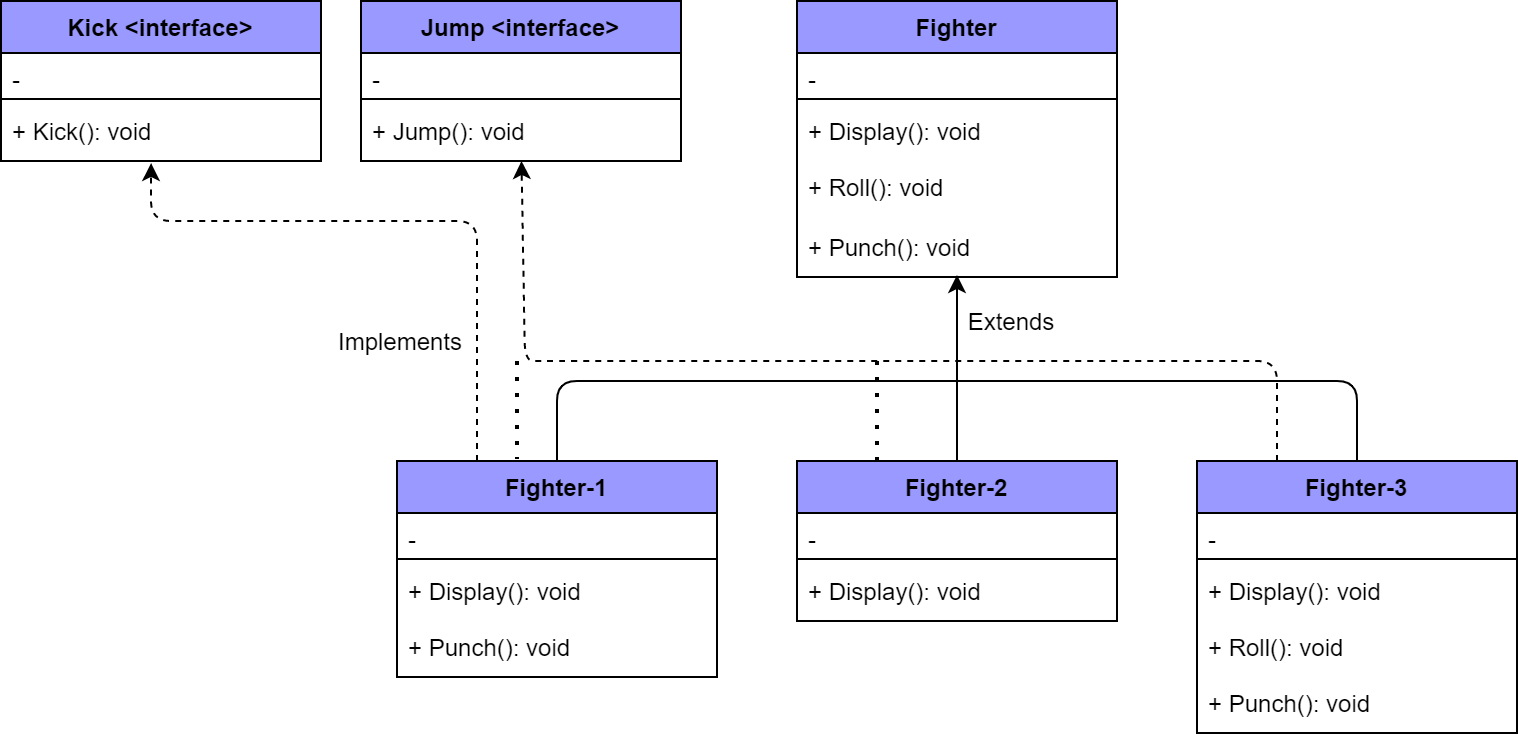 Kick <interface>
-
+ Kick(): void
Jump <interface>
-
+ Jump(): void
Fighter
-
+ Display(): void
+ Roll(): void
+ Punch(): void
Implements
Extends
Fighter-1
-
+ Display(): void
+ Punch(): void
Fighter-2
-
+ Display(): void
Fighter-3
-
+ Display(): void
+ Roll(): void
+ Punch(): void